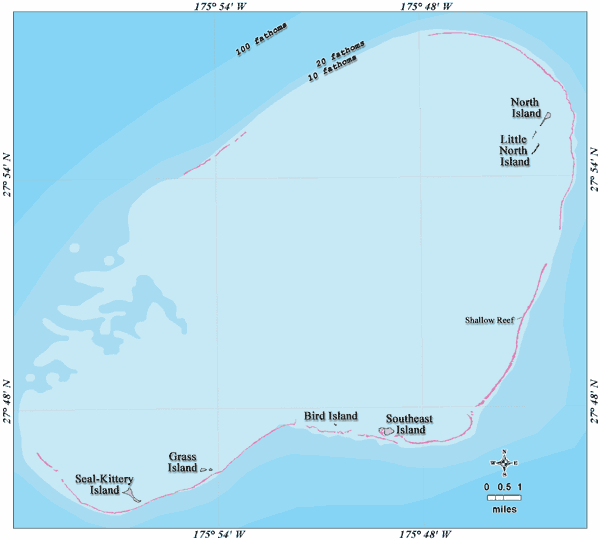 175° 54' W
175° 48' W
100 fathoms
20 fathoms
10 fathoms
North
Island
Little
North
Island
27° 54' N
27° 54' N
Shallow Reef
27° 48' N
27° 48' N
Bird Island
Southeast
Island
Grass
Island
Seal-Kittery
Island
N
W
E
S
0 0.5 1
miles
175° 54' W
175° 48' W